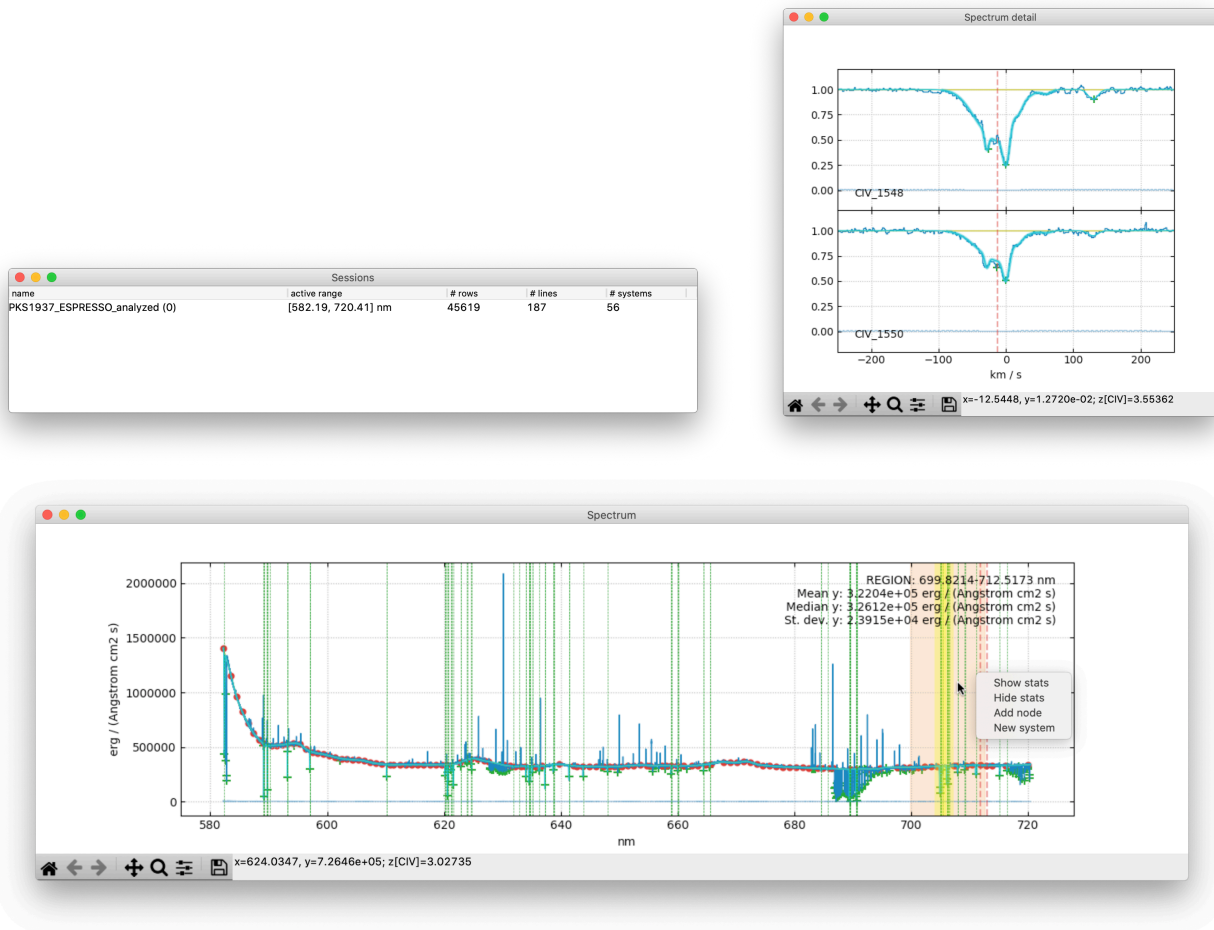 Spectrum detail
1.00
0.75
0.50
0.25
0.00
CIV_1548
1.00
0.75
0.50
0.25
0.00
CIV_1550
−200 −100 0 100 200
km / s
x=-12.5448, y=1.2720e-02; z[CIV]=3.55362
Sessions
name active range # rows # lines # systems
PKS1937_ESPRESSO_analyzed (0) [582.19, 720.41] nm 45619 187 56
Spectrum
REGION: 699.8214-712.5173 nm
Mean y: 3.2204e+05 erg / (Angstrom cm2 s)
Median y: 3.2612e+05 erg / (Angstrom cm2 s)
St. dev. y: 2.3915e+04 erg / (Angstrom cm2 s)
erg / (Angstrom cm2 s)
2000000
1500000
1000000
500000
0
Show stats
Hide stats
Add node
New system
580 600 620 640 660 680 700 720
nm
x=624.0347, y=7.2646e+05; z[CIV]=3.02735